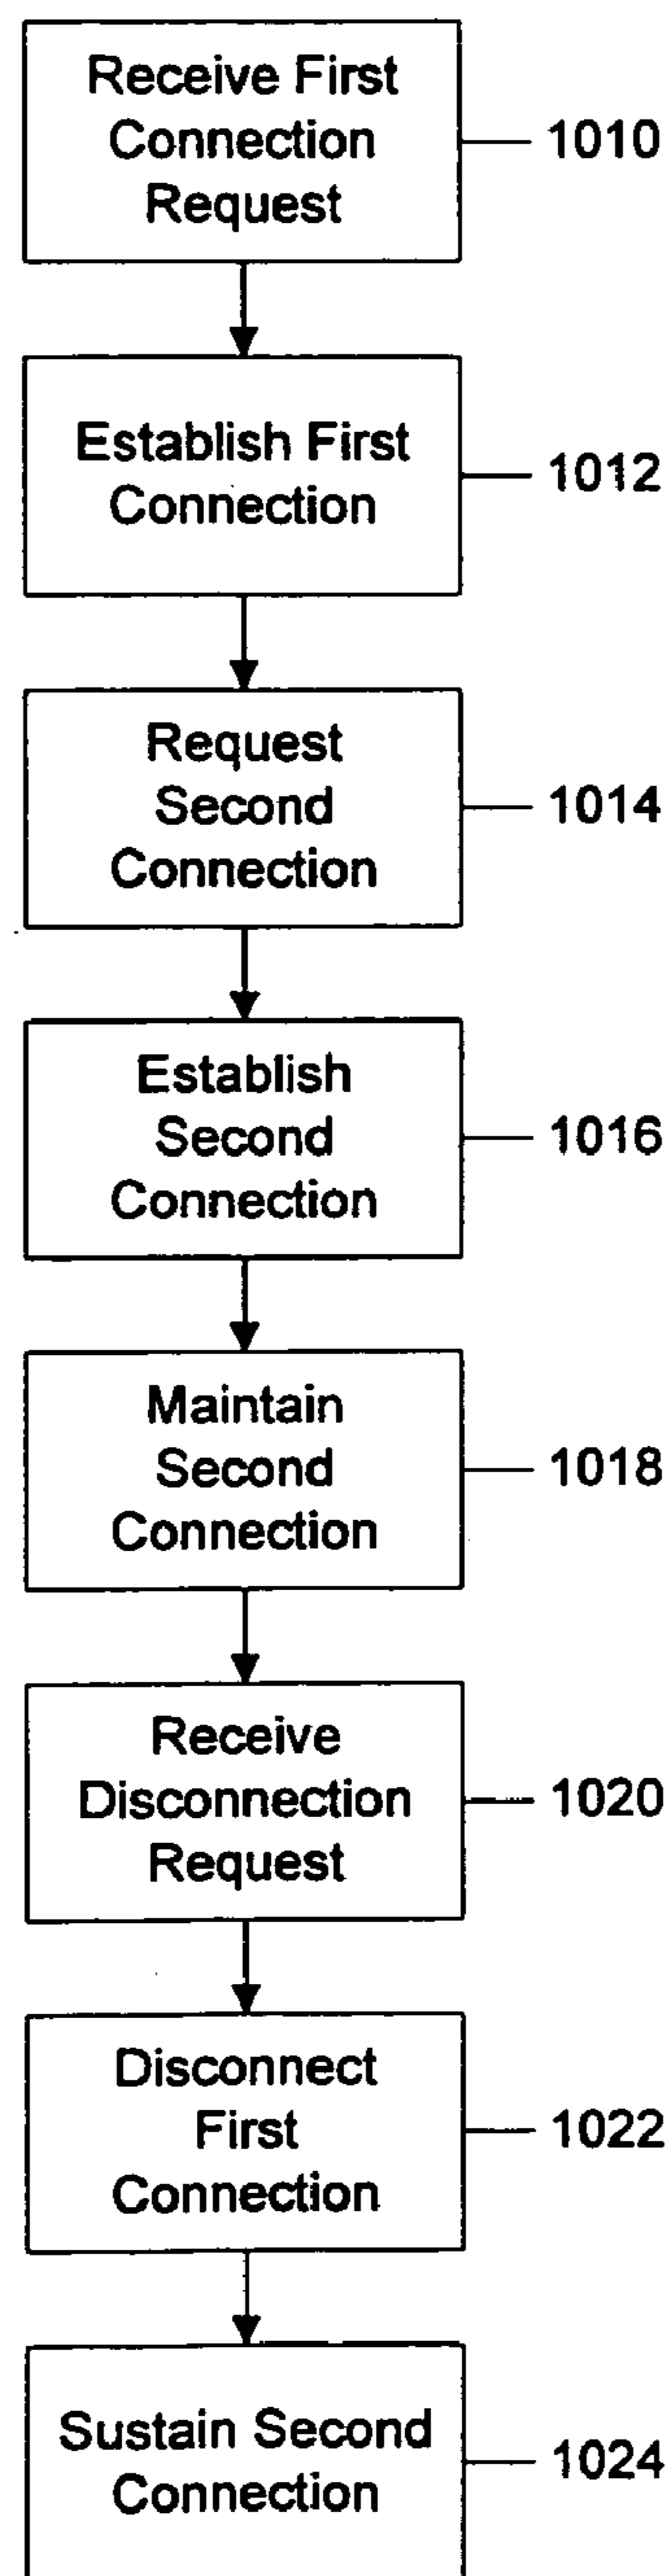 Receive First
Connection
Request
1010
Establish First
Connection
1012
Request
Second
Connection
1014
Establish
Second
Connection
1016
Maintain
Second
Connection
1018
Receive
Disconnection
Request
1020
Disconnect
First
Connection
1022
Sustain Second
Connection
1024